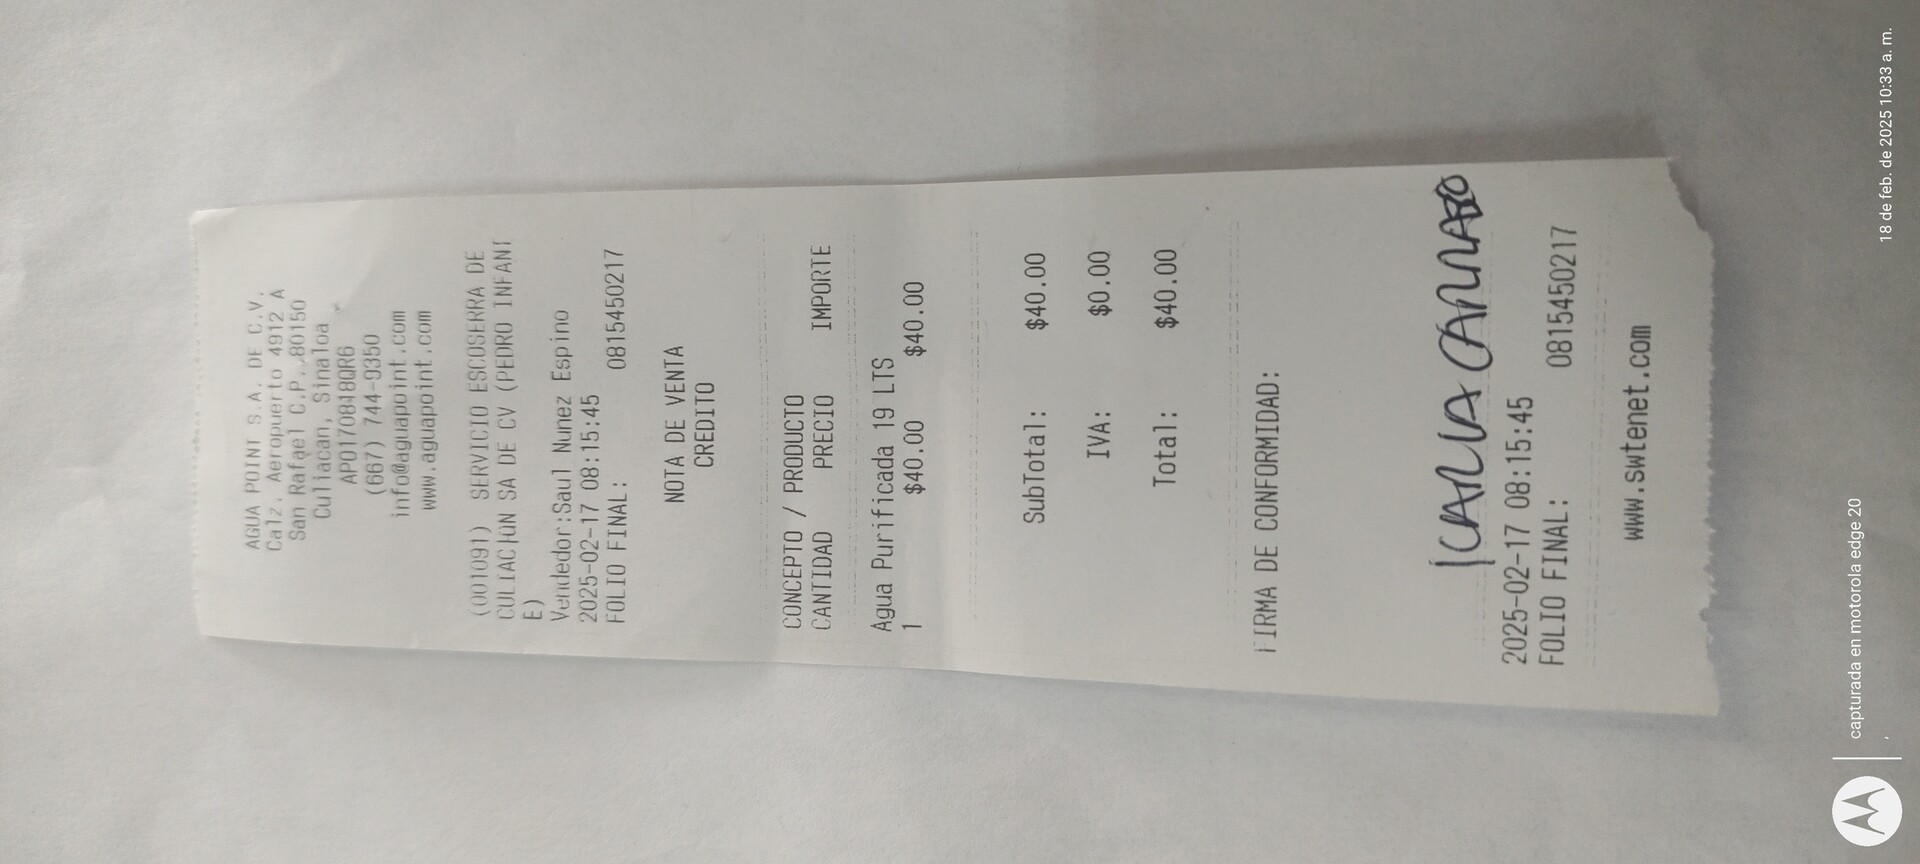 AGUA POINT S.A. DE C.V.
Calz. Aeropuerto 4912 A
San Rafael C.P. 80150
Culiacan, Sinaloa
APO170818QR6
(667) 744-9350
info@aguapoint.com
www.aguapoint.com
(001091) SERVICIO ESCOSERRA DE
CULIACIÓN SA DE CV (PEDRO INFANT
E)
Vendedor:Saul Nunez Espino
2025-02-17 08:15:45
FOLIO FINAL: 0815450217
NOTA DE VENTA
CREDITO
CONCEPTO / PRODUCTO
CANTIDAD PRECIO IMPORTE
Agua Purificada 19 LTS
1 $40.00 $40.00
SubTotal: $40.00
IVA: $0.00
Total: $40.00
FIRMA DE CONFORMIDAD:
2025-02-17 08:15:45
FOLIO FINAL: 0815450217
www.swtenet.com
capturada en motorola edge 20
18 de feb. de 2025 10:33 a. m.